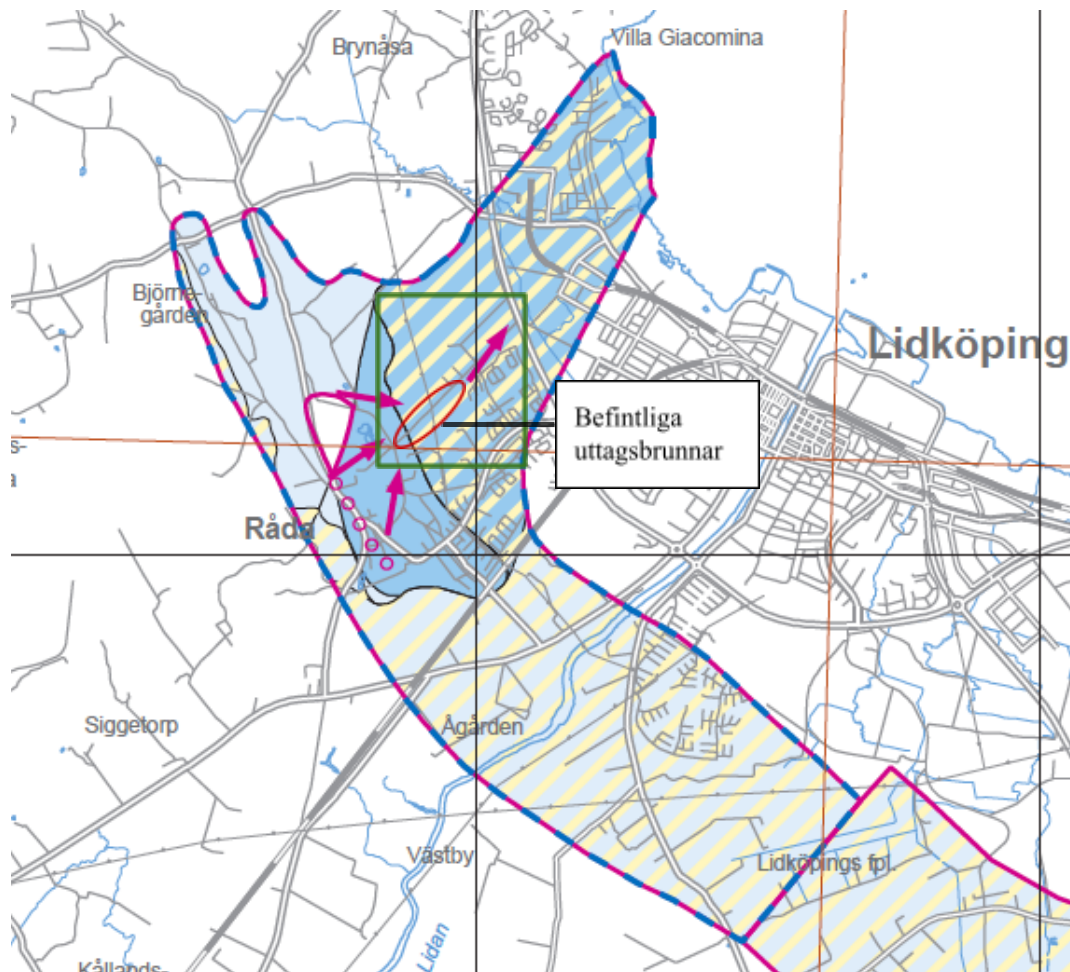 Villa Giacomina
Brynåsa
Björne-
gården
Lidköping
Befintliga
uttagsbrunnar
s-
a
Råda
Siggetorp
Ågården
Västby
Lidköpings fpl.
Lidan
Kållands-